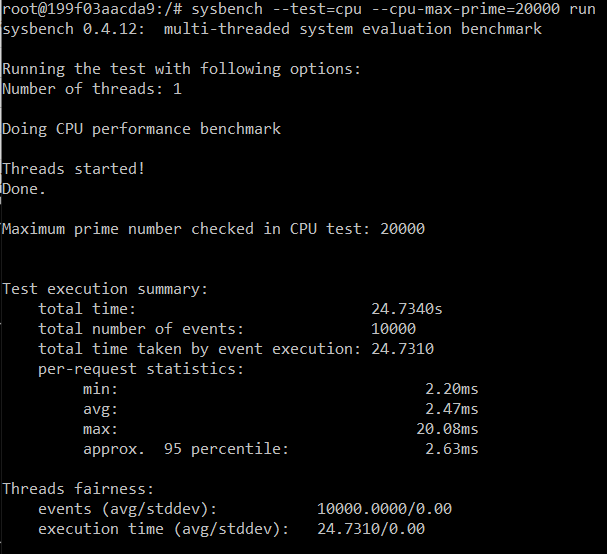 root@199f03aacda9:/# sysbench --test=cpu --cpu-max-prime=20000 run
sysbench 0.4.12:  multi-threaded system evaluation benchmark

Running the test with following options:
Number of threads: 1

Doing CPU performance benchmark

Threads started!
Done.

Maximum prime number checked in CPU test: 20000


Test execution summary:
    total time:                          24.7340s
    total number of events:              10000
    total time taken by event execution: 24.7310
    per-request statistics:
         min:                                  2.20ms
         avg:                                  2.47ms
         max:                                 20.08ms
         approx.  95 percentile:               2.63ms

Threads fairness:
    events (avg/stddev):           10000.0000/0.00
    execution time (avg/stddev):   24.7310/0.00